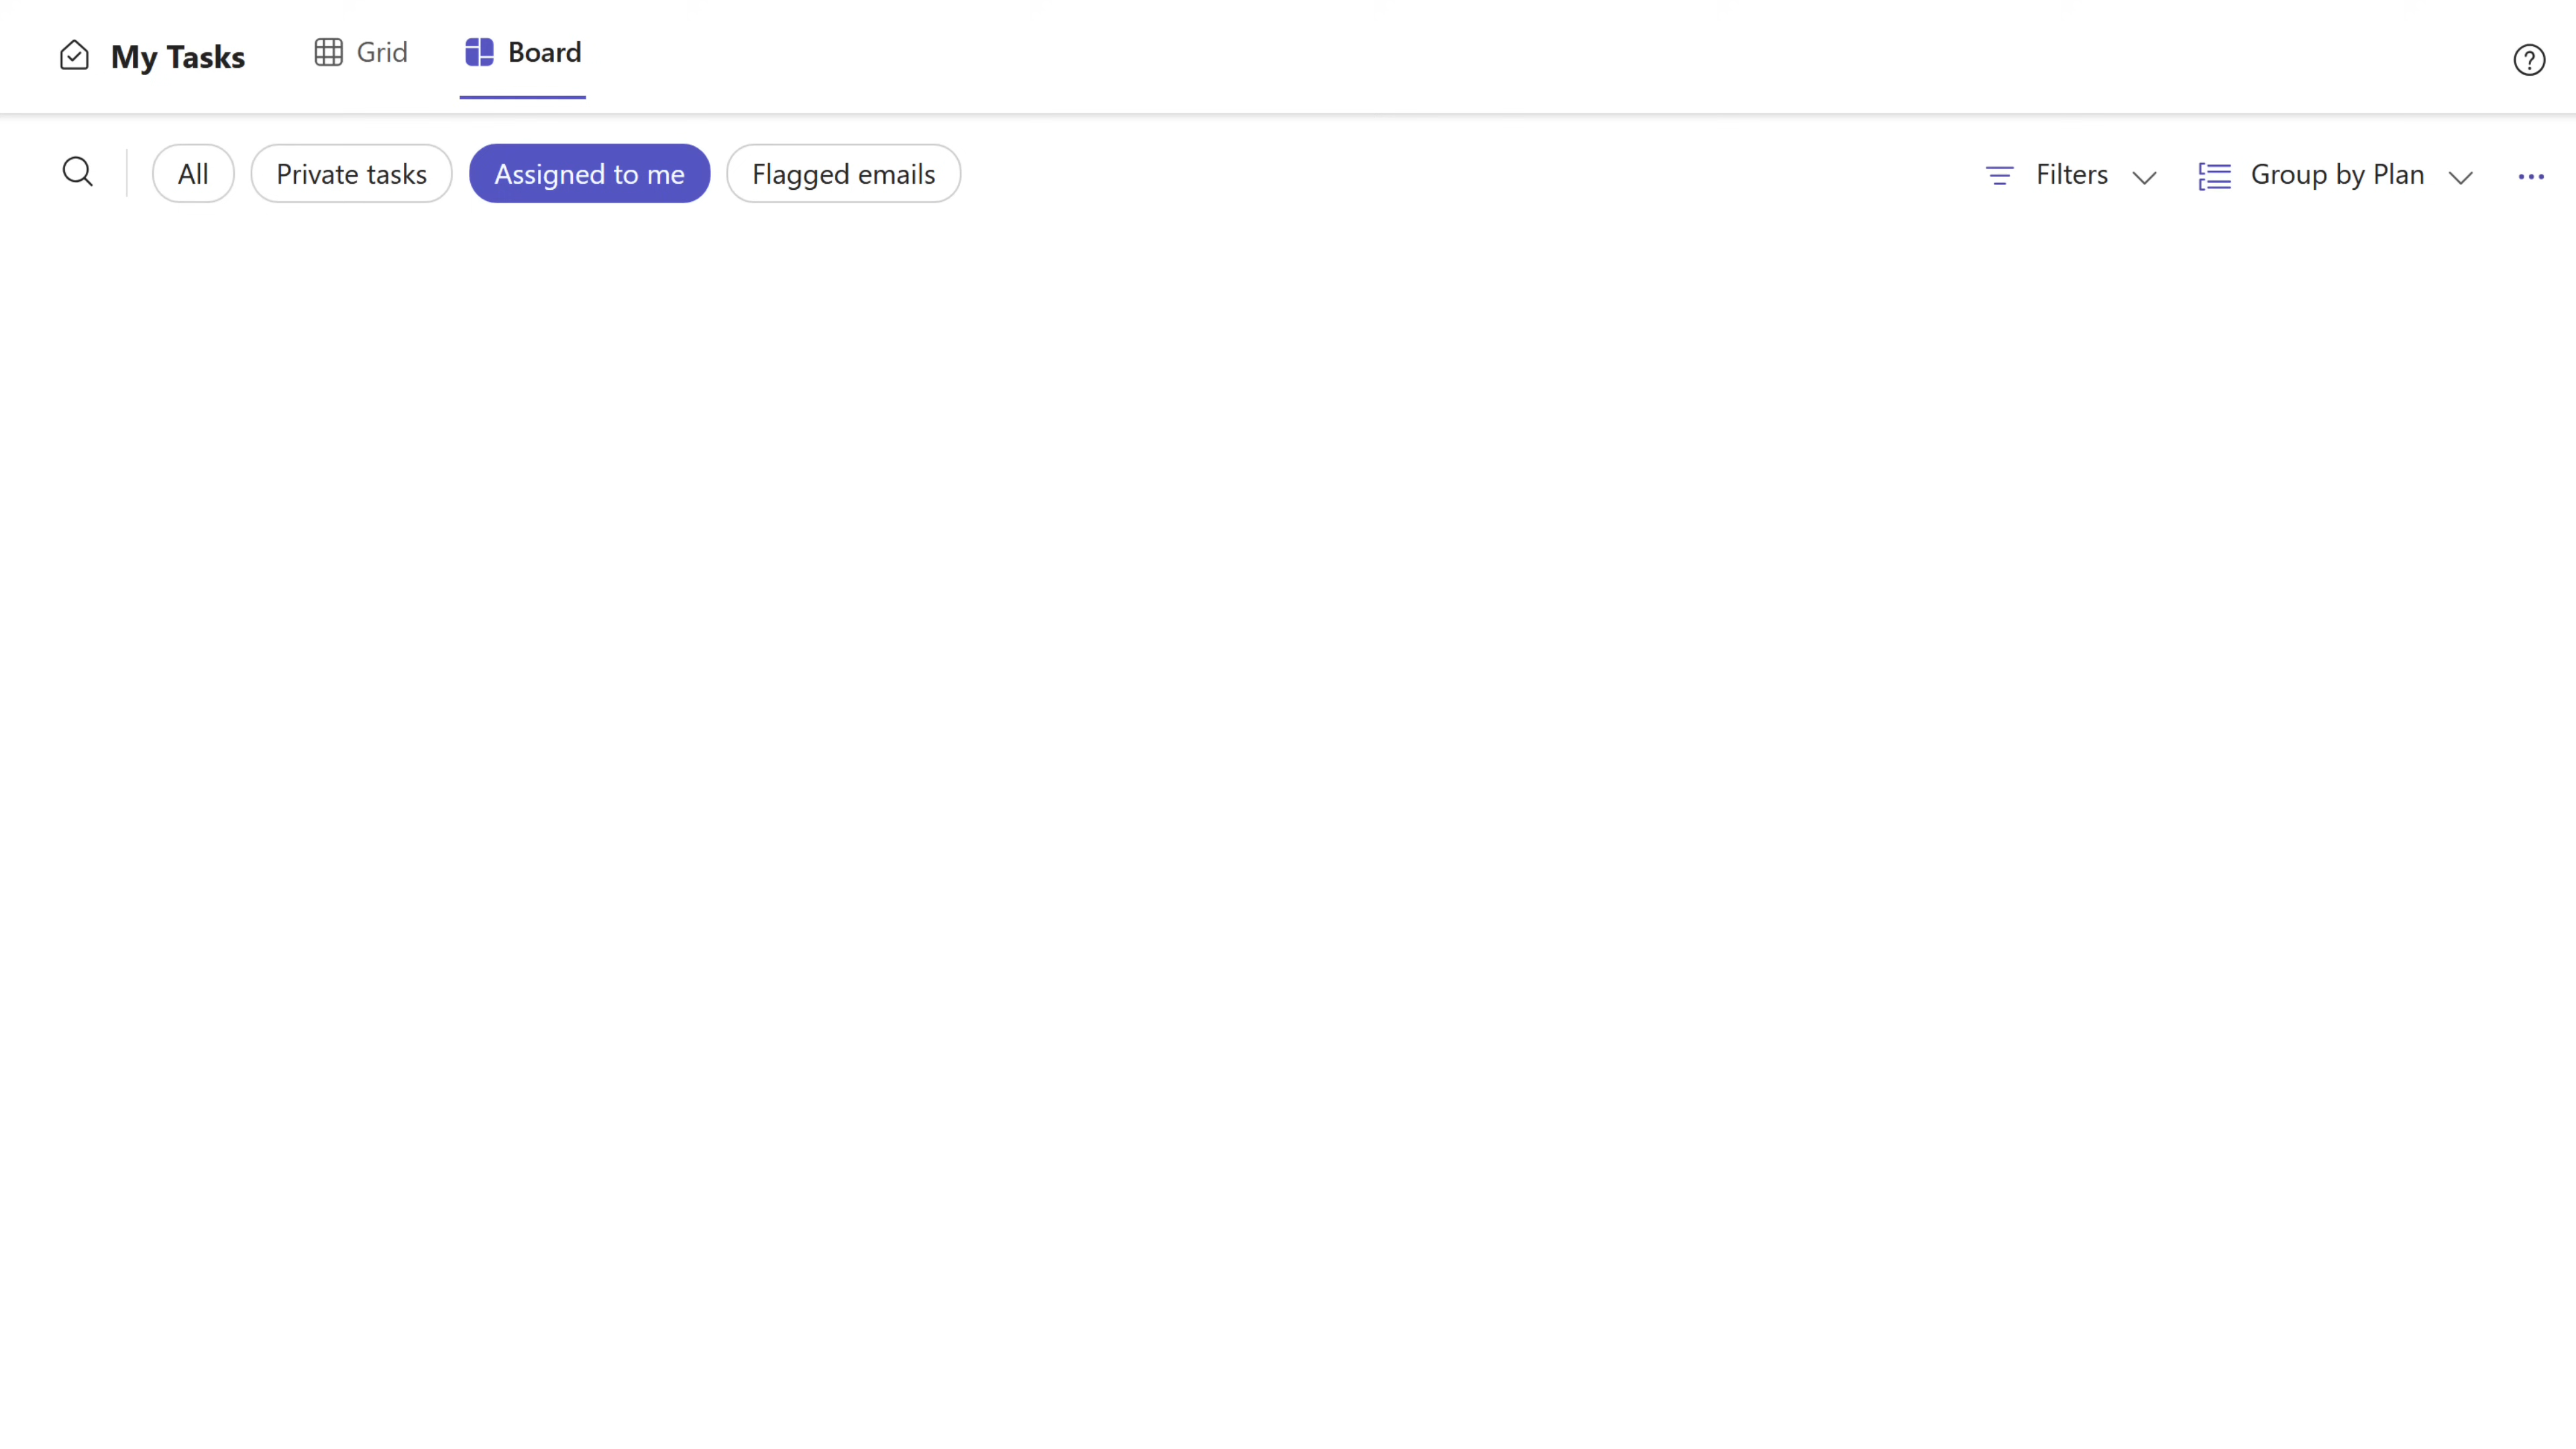 My Tasks
Grid
Board
All
Private tasks
Assigned to me
Flagged emails
Filters
Group by Plan